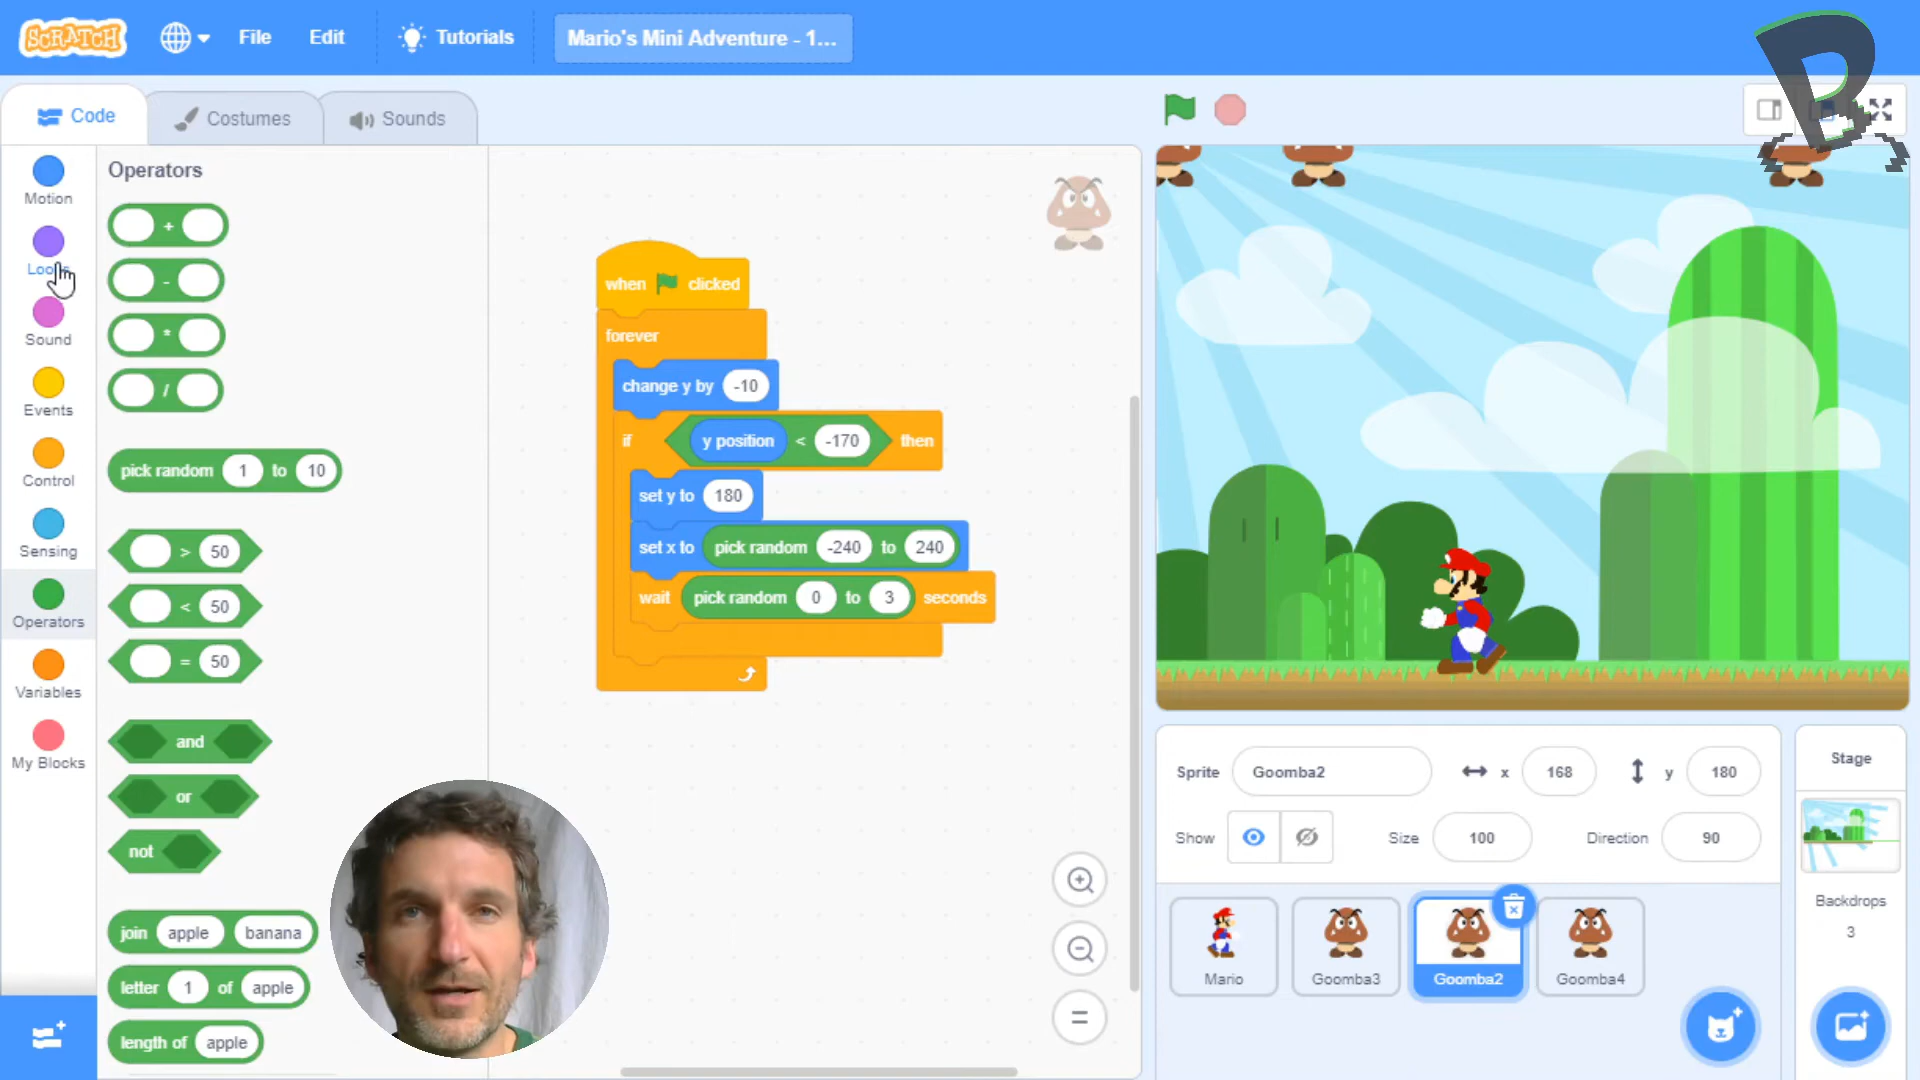 SCRATCH File Edit Tutorials Mario's Mini Adventure - 1...
Code Costumes Sounds
Motion
Looks
Sound
Events
Control
Sensing
Operators
Variables
My Blocks
Operators
+
-
*
/
pick random 1 to 10
> 50
< 50
= 50
and
or
not
join apple banana
letter 1 of apple
length of apple
when clicked
forever
change y by -10
if y position < -170 then
set y to 180
set x to pick random -240 to 240
wait pick random 0 to 3 seconds
Sprite Goomba2 x 168 y 180
Show Size 100 Direction 90
Mario Goomba3 Goomba2 Goomba4
Stage
Backdrops
3